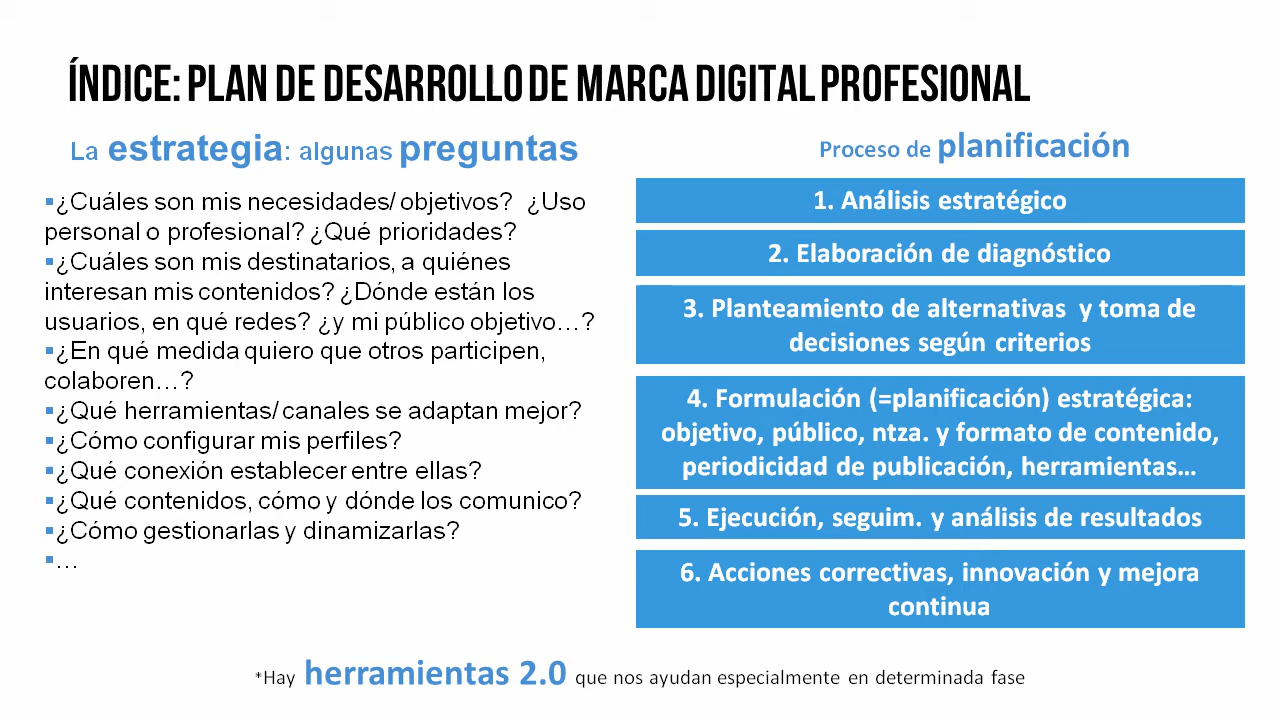 ÍNDICE: PLAN DE DESARROLLO DE MARCA DIGITAL PROFESIONAL
La estrategia: algunas preguntas
▪¿Cuáles son mis necesidades/ objetivos? ¿Uso
personal o profesional? ¿Qué prioridades?
▪¿Cuáles son mis destinatarios, a quiénes
interesan mis contenidos? ¿Dónde están los
usuarios, en qué redes? ¿y mi público objetivo…?
▪¿En qué medida quiero que otros participen,
colaboren…?
▪¿Qué herramientas/ canales se adaptan mejor?
▪¿Cómo configurar mis perfiles?
▪¿Qué conexión establecer entre ellas?
▪¿Qué contenidos, cómo y dónde los comunico?
▪¿Cómo gestionarlas y dinamizarlas?
▪…
Proceso de planificación
1. Análisis estratégico
2. Elaboración de diagnóstico
3. Planteamiento de alternativas y toma de
decisiones según criterios
4. Formulación (=planificación) estratégica:
objetivo, público, ntza. y formato de contenido,
periodicidad de publicación, herramientas…
5. Ejecución, seguim. y análisis de resultados
6. Acciones correctivas, innovación y mejora
continua
*Hay herramientas 2.0 que nos ayudan especialmente en determinada fase